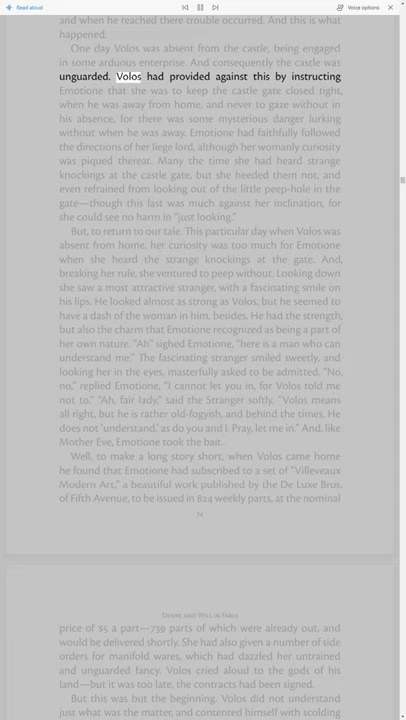 Read aloud
Voice options
and when he reached there trouble occurred. And this is what
happened:
One day Volos was absent from the castle, being engaged
in some arduous enterprise. And consequently the castle was
unguarded. Volos had provided against this by instructing
Emotione that she was to keep the castle gate closed tight,
when he was away from home, and never to gaze without in
his absence, for there was some mysterious danger lurking
without when he was away. Emotione had faithfully followed
the directions of her liege lord, although her womanly curiosity
was piqued thereat. Many the time she had heard strange
knockings at the castle gate, but she heeded them not, and
even refrained from looking out of the little peep-hole in the
gate—though this last was much against her inclination, for
she could see no harm in “just looking.”
But, to return to our tale. This particular day when Volos was
absent from home, her curiosity was too much for Emotione
when she heard the strange knockings at the gate. And,
breaking her rule, she ventured to peep without. Looking down
she saw a most attractive stranger, with a fascinating smile on
his lips. He looked almost as strong as Volos, but he seemed to
have a dash of the woman in him, besides. He had the strength,
but also the charm that Emotione recognized as being a part of
her own nature. “Ah” sighed Emotione, “here is a man who can
understand me.” The fascinating stranger smiled sweetly, and
looking her in the eyes, masterfully asked to be admitted. “No,
no,” replied Emotione, “I cannot let you in, for Volos told me
not to.” “Ah, fair lady,” said the Stranger softly. “Volos means
all right, but he is rather old-fogyish, and behind the times. He
does not ‘understand,’ as do you and I. Pray, let me in.” And. like
Mother Eve, Emotione took the bait.
Well, to make a long story short, when Volos came home
he found that Emotione had subscribed to a set of “Villeveaux
Modern Art,” a beautiful work published by the De Luxe Bros.
of Fifth Avenue, to be issued in 824 weekly parts, at the nominal
74
Desire and Will in Fable
price of $5 a part—739 parts of which were already out, and
would be delivered shortly. She had also given a number of side
orders for manifold wares, which had dazzled her untrained
and unguarded fancy. Volos cried aloud to the gods of his
land—but it was too late, the contracts had been signed.
But this was but the beginning. Volos did not understand
just what was the matter, and contented himself with scolding